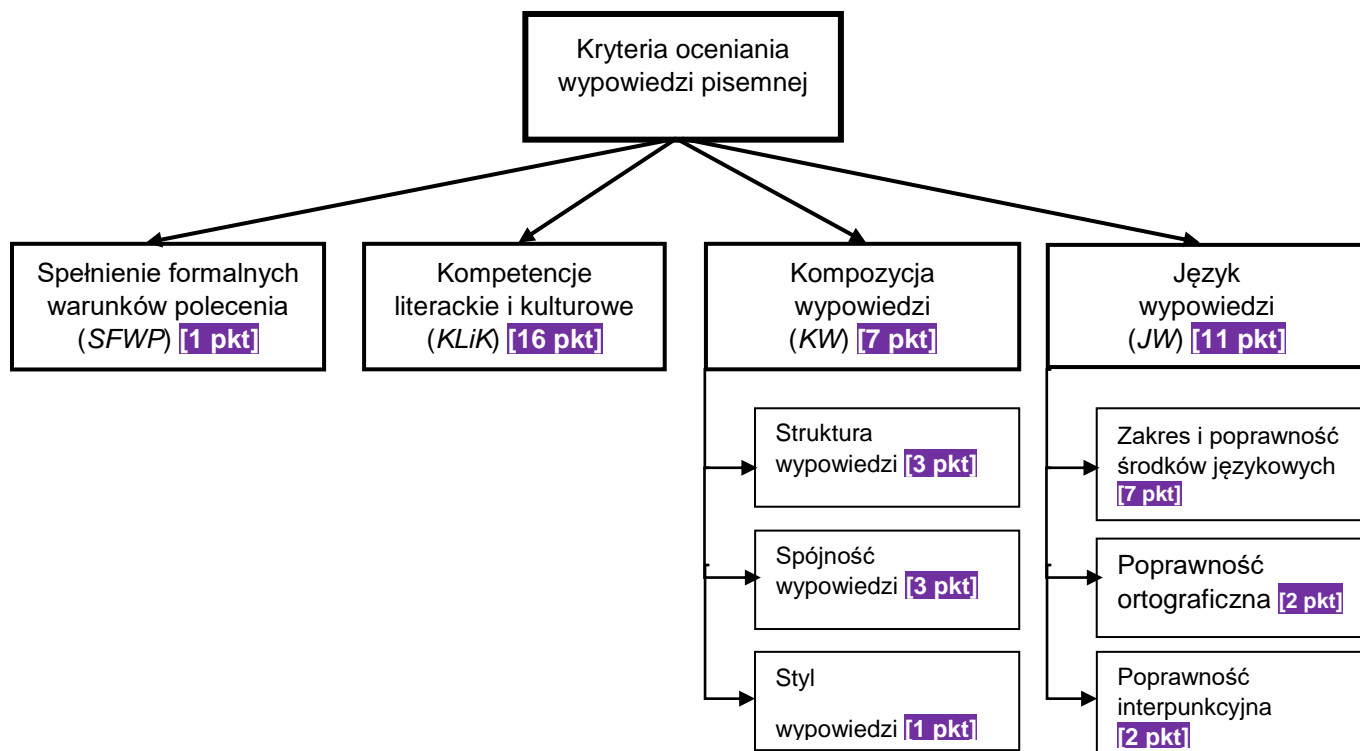 Kryteria oceniania
wypowiedzi pisemnej
Spełnienie formalnych
warunków polecenia
(SFWP) [1 pkt]
Kompetencje
literackie i kulturowe
(KLiK) [16 pkt]
Kompozycja
wypowiedzi
(KW) [7 pkt]
Język
wypowiedzi
(JW) [11 pkt]
Struktura
wypowiedzi [3 pkt]
Spójność
wypowiedzi [3 pkt]
Styl
wypowiedzi [1 pkt]
Zakres i poprawność
środków językowych
[7 pkt]
Poprawność
ortograficzna [2 pkt]
Poprawność
interpunkcyjna
[2 pkt]